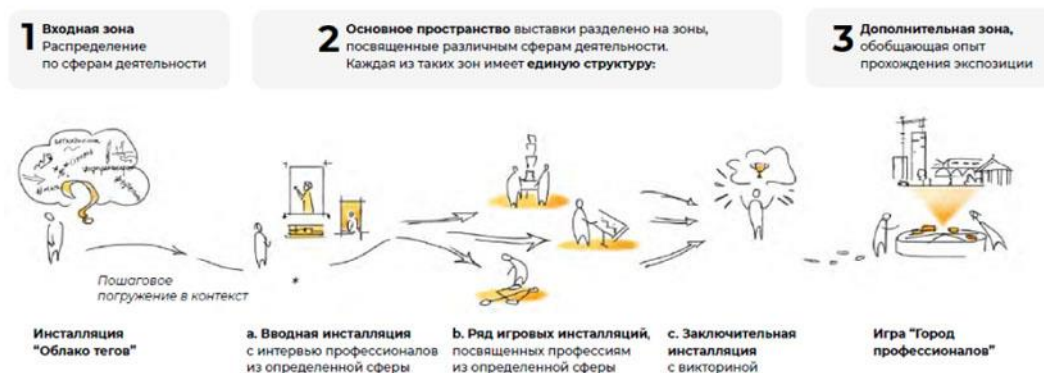 1 Входная зона
Распределение
по сферам деятельности
2 Основное пространство выставки разделено на зоны,
посвященные различным сферам деятельности.
Каждая из таких зон имеет единую структуру:
3 Дополнительная зона,
обобщающая опыт
прохождения экспозиции
Пошаговое
погружение в контекст
*
Инсталляция
"Облако тегов"
a. Вводная инсталляция
с интервью профессионалов
из определенной сферы
b. Ряд игровых инсталляций,
посвященных профессиям
из определенной сферы
c. Заключительная
инсталляция
с викториной
Игра "Город
профессионалов"